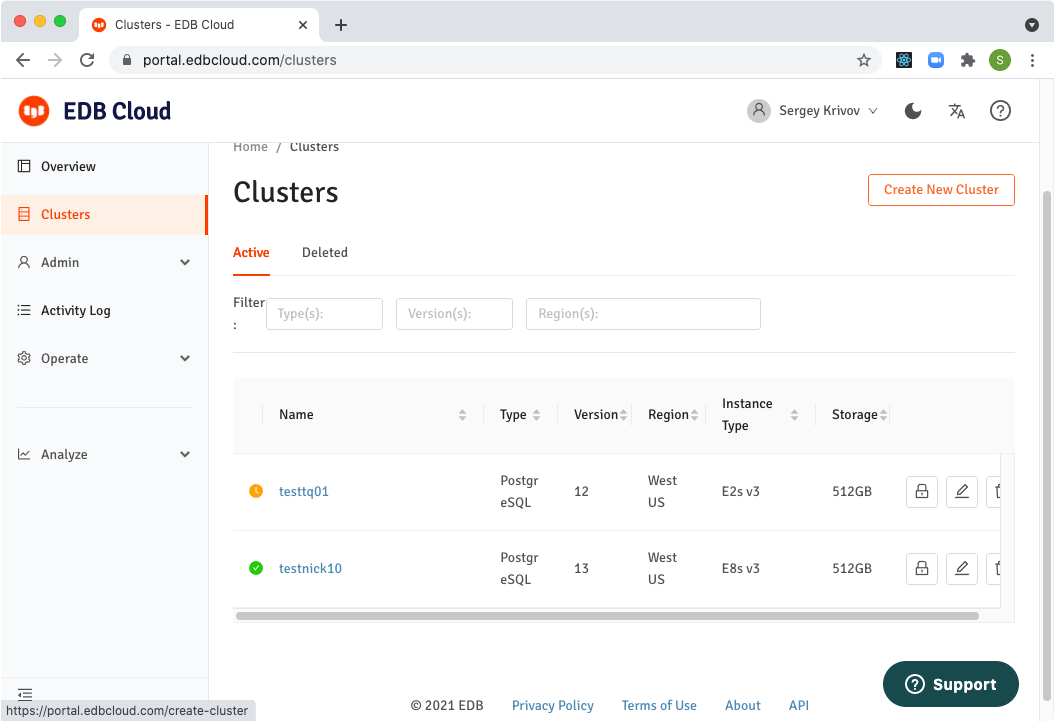 Clusters - EDB Cloud
portal.edbcloud.com/clusters
S
EDB Cloud
Sergey Krivov
Home / Clusters
Overview
Clusters
Admin
Activity Log
Operate
Analyze
Clusters
Create New Cluster
Active Deleted
Filter
:
Type(s): Version(s): Region(s):
Name Type Version Region Instance Type Storage
testtq01 PostgreSQL 12 West US E2s v3 512GB
testnick10 PostgreSQL 13 West US E8s v3 512GB
Support
© 2021 EDB Privacy Policy Terms of Use About API
https://portal.edbcloud.com/create-cluster